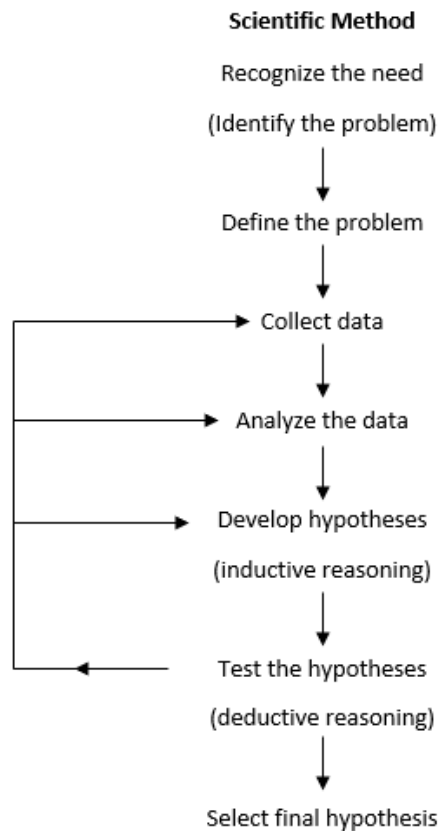 Scientific Method
Recognize the need
(Identify the problem)
Define the problem
Collect data
Analyze the data
Develop hypotheses
(inductive reasoning)
Test the hypotheses
(deductive reasoning)
Select final hypothesis